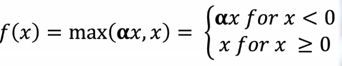 f(x) = max(αx, x) = { αx for x < 0
x for x ≥ 0